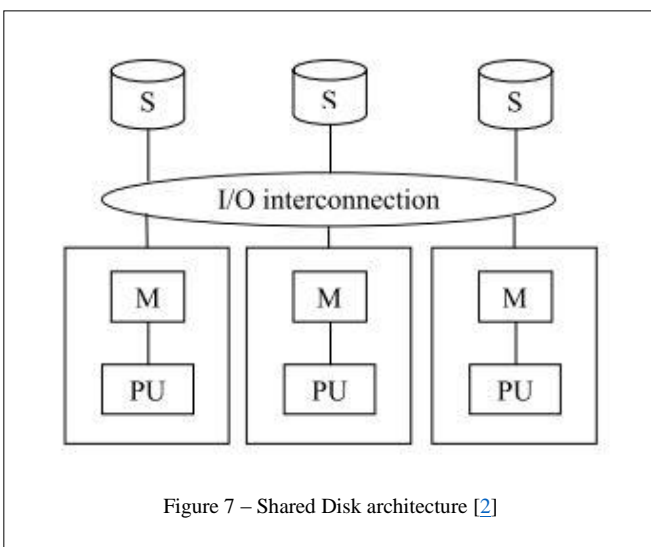 S S S
I/O interconnection
M M M
PU PU PU
Figure 7 – Shared Disk architecture [2]